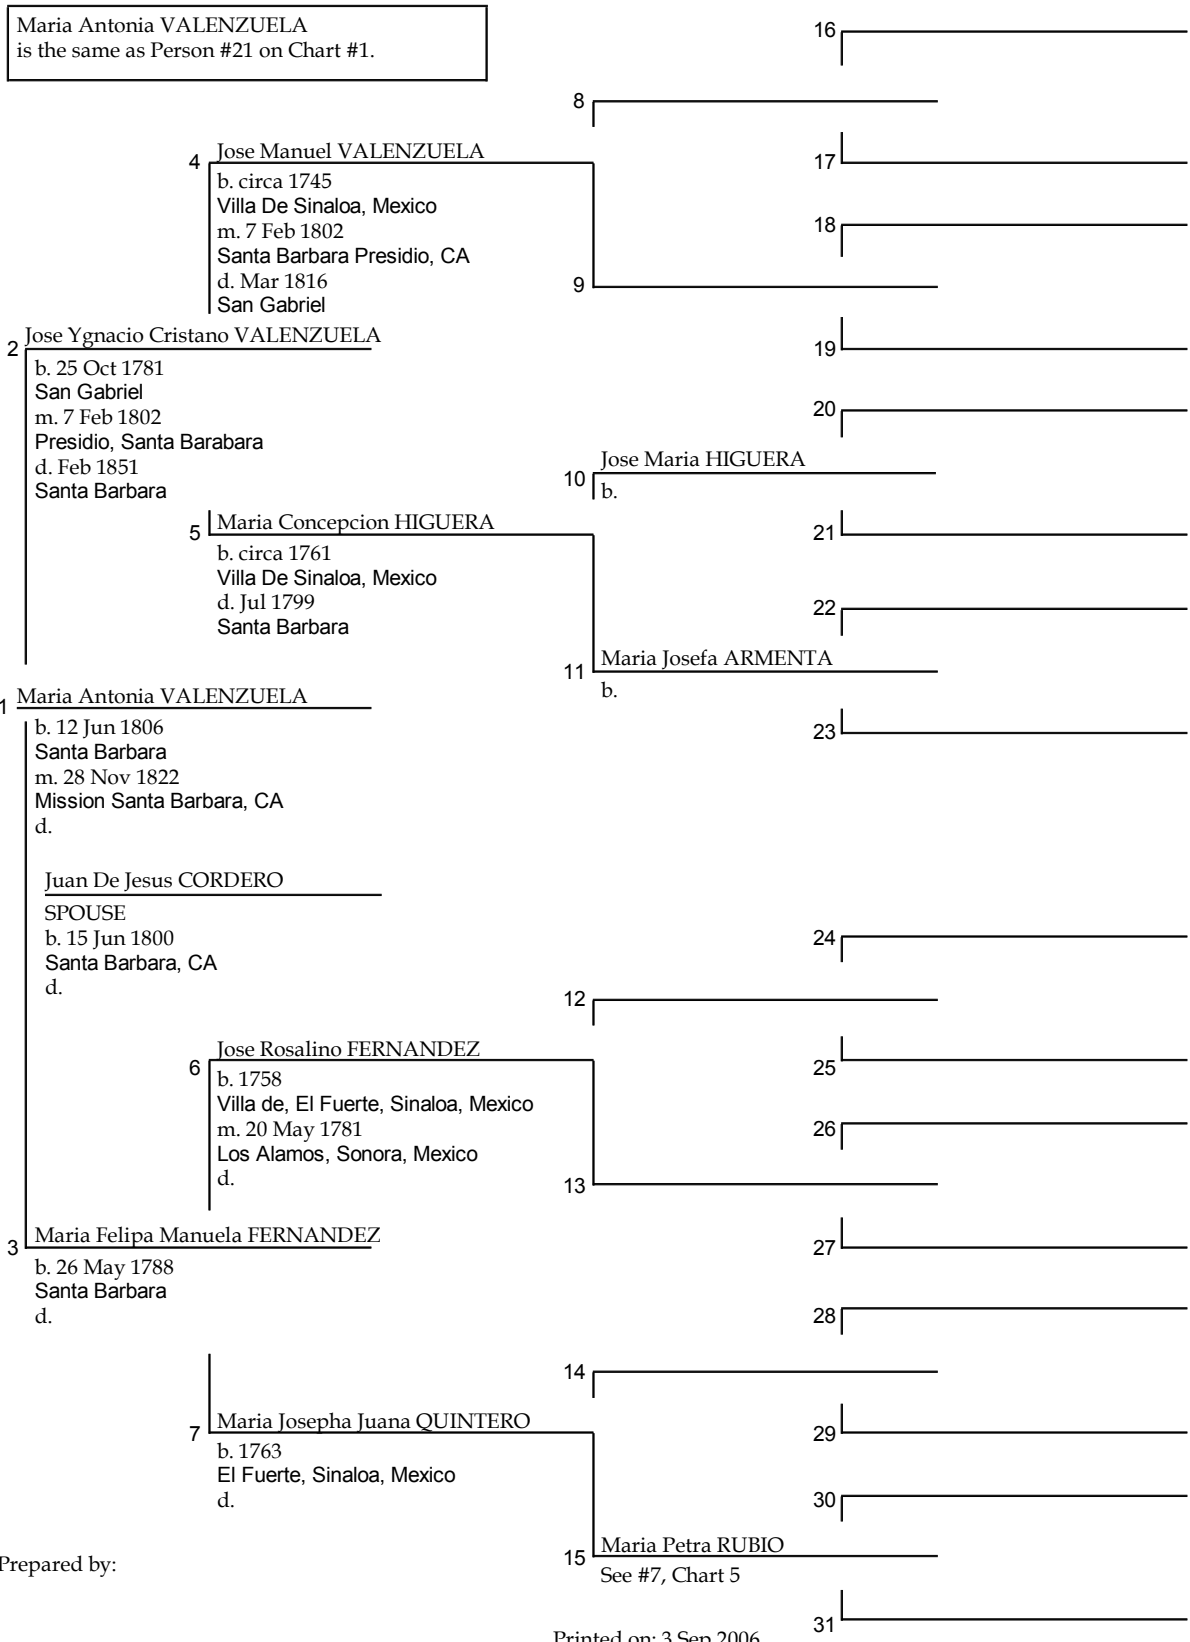 Maria Antonia VALENZUELA
is the same as Person #21 on Chart #1.
16
8
4 Jose Manuel VALENZUELA
b. circa 1745
Villa De Sinaloa, Mexico
m. 7 Feb 1802
Santa Barbara Presidio, CA
d. Mar 1816
San Gabriel
17
18
9
2 Jose Ygnacio Cristano VALENZUELA
b. 25 Oct 1781
San Gabriel
m. 7 Feb 1802
Presidio, Santa Barabara
d. Feb 1851
Santa Barbara
19
20
10 Jose Maria HIGUERA
b.
5 Maria Concepcion HIGUERA
b. circa 1761
Villa De Sinaloa, Mexico
d. Jul 1799
Santa Barbara
21
22
11 Maria Josefa ARMENTA
b.
1 Maria Antonia VALENZUELA
b. 12 Jun 1806
Santa Barbara
m. 28 Nov 1822
Mission Santa Barbara, CA
d.
23
Juan De Jesus CORDERO
SPOUSE
b. 15 Jun 1800
Santa Barbara, CA
d.
24
12
6 Jose Rosalino FERNANDEZ
b. 1758
Villa de, El Fuerte, Sinaloa, Mexico
m. 20 May 1781
Los Alamos, Sonora, Mexico
d.
25
26
13
3 Maria Felipa Manuela FERNANDEZ
b. 26 May 1788
Santa Barbara
d.
27
28
14
7 Maria Josepha Juana QUINTERO
b. 1763
El Fuerte, Sinaloa, Mexico
d.
29
30
15 Maria Petra RUBIO
See #7, Chart 5
Prepared by:
31
Printed on: 3 Sep 2006